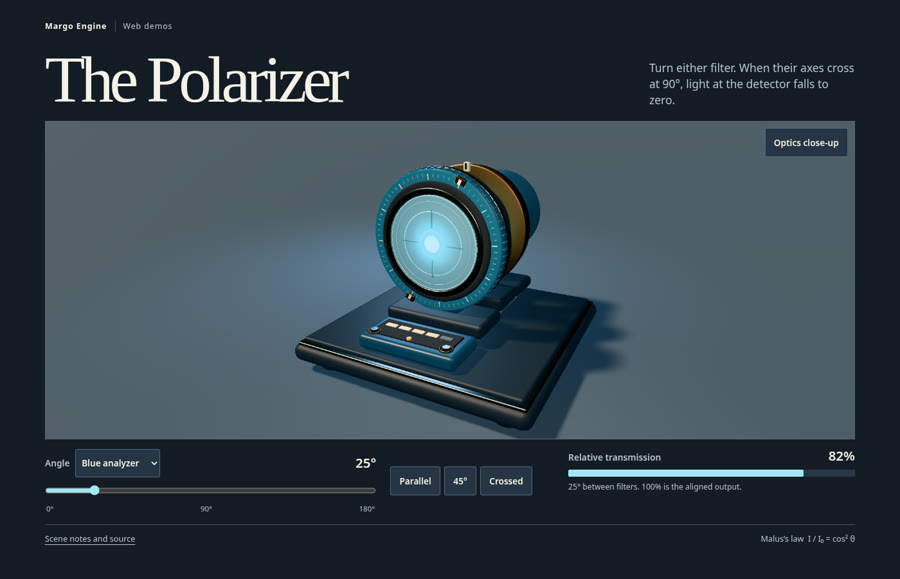 Margo Engine Web demos
The Polarizer
Turn either filter. When their axes cross
at 90°, light at the detector falls to
zero.
Optics close-up
Angle Blue analyzer 25°
0° 90° 180°
Parallel 45° Crossed
Relative transmission 82%
25° between filters. 100% is the aligned output.
Scene notes and source
Malus's law I / I₀ = cos² θ